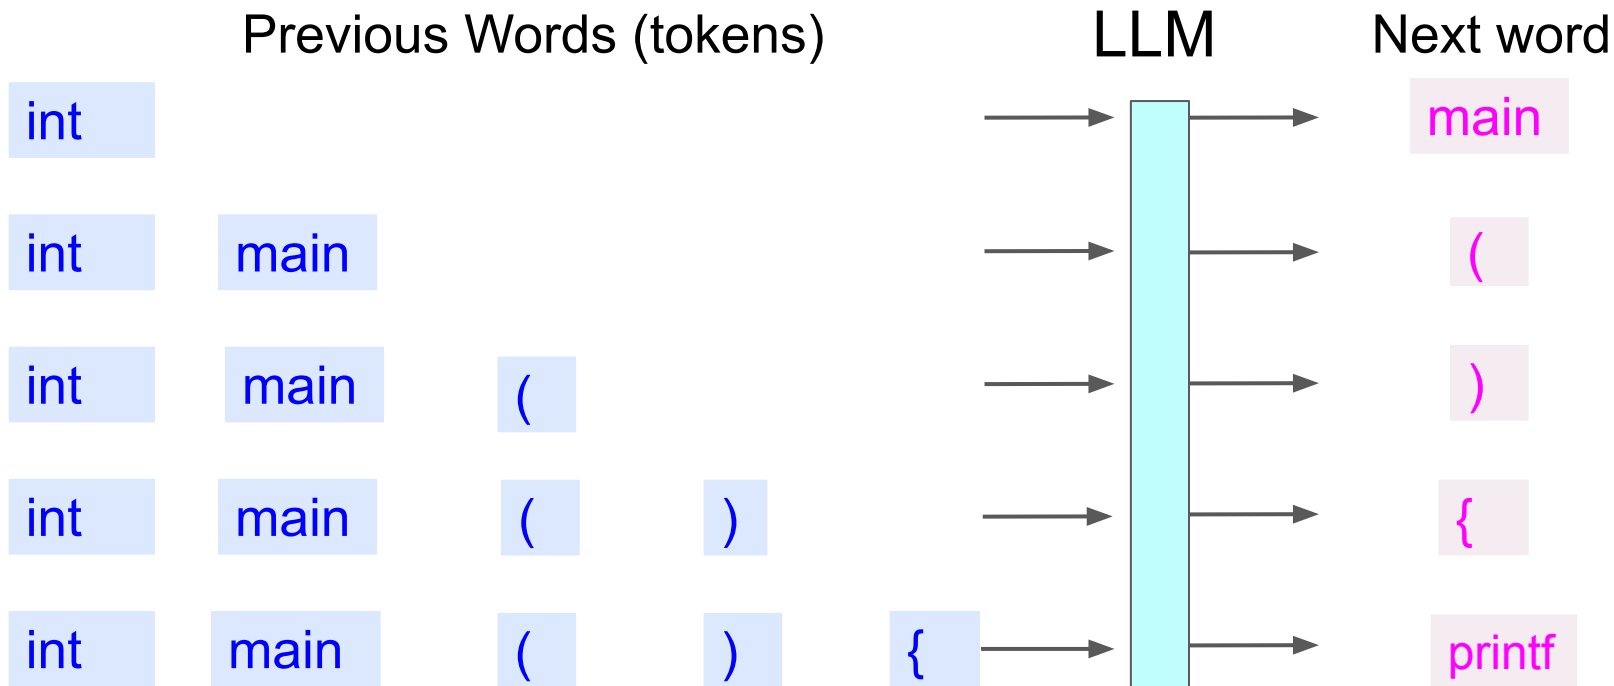 Previous Words (tokens) LLM Next word
int main
int main (
int main ( )
int main ( ) {
int main ( ) { printf